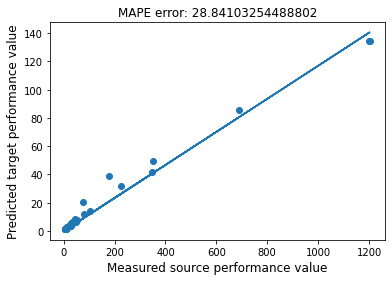 MAPE error: 28.84103254488802
Predicted target performance value
140
120
100
80
60
40
20
0
0 200 400 600 800 1000 1200
Measured source performance value